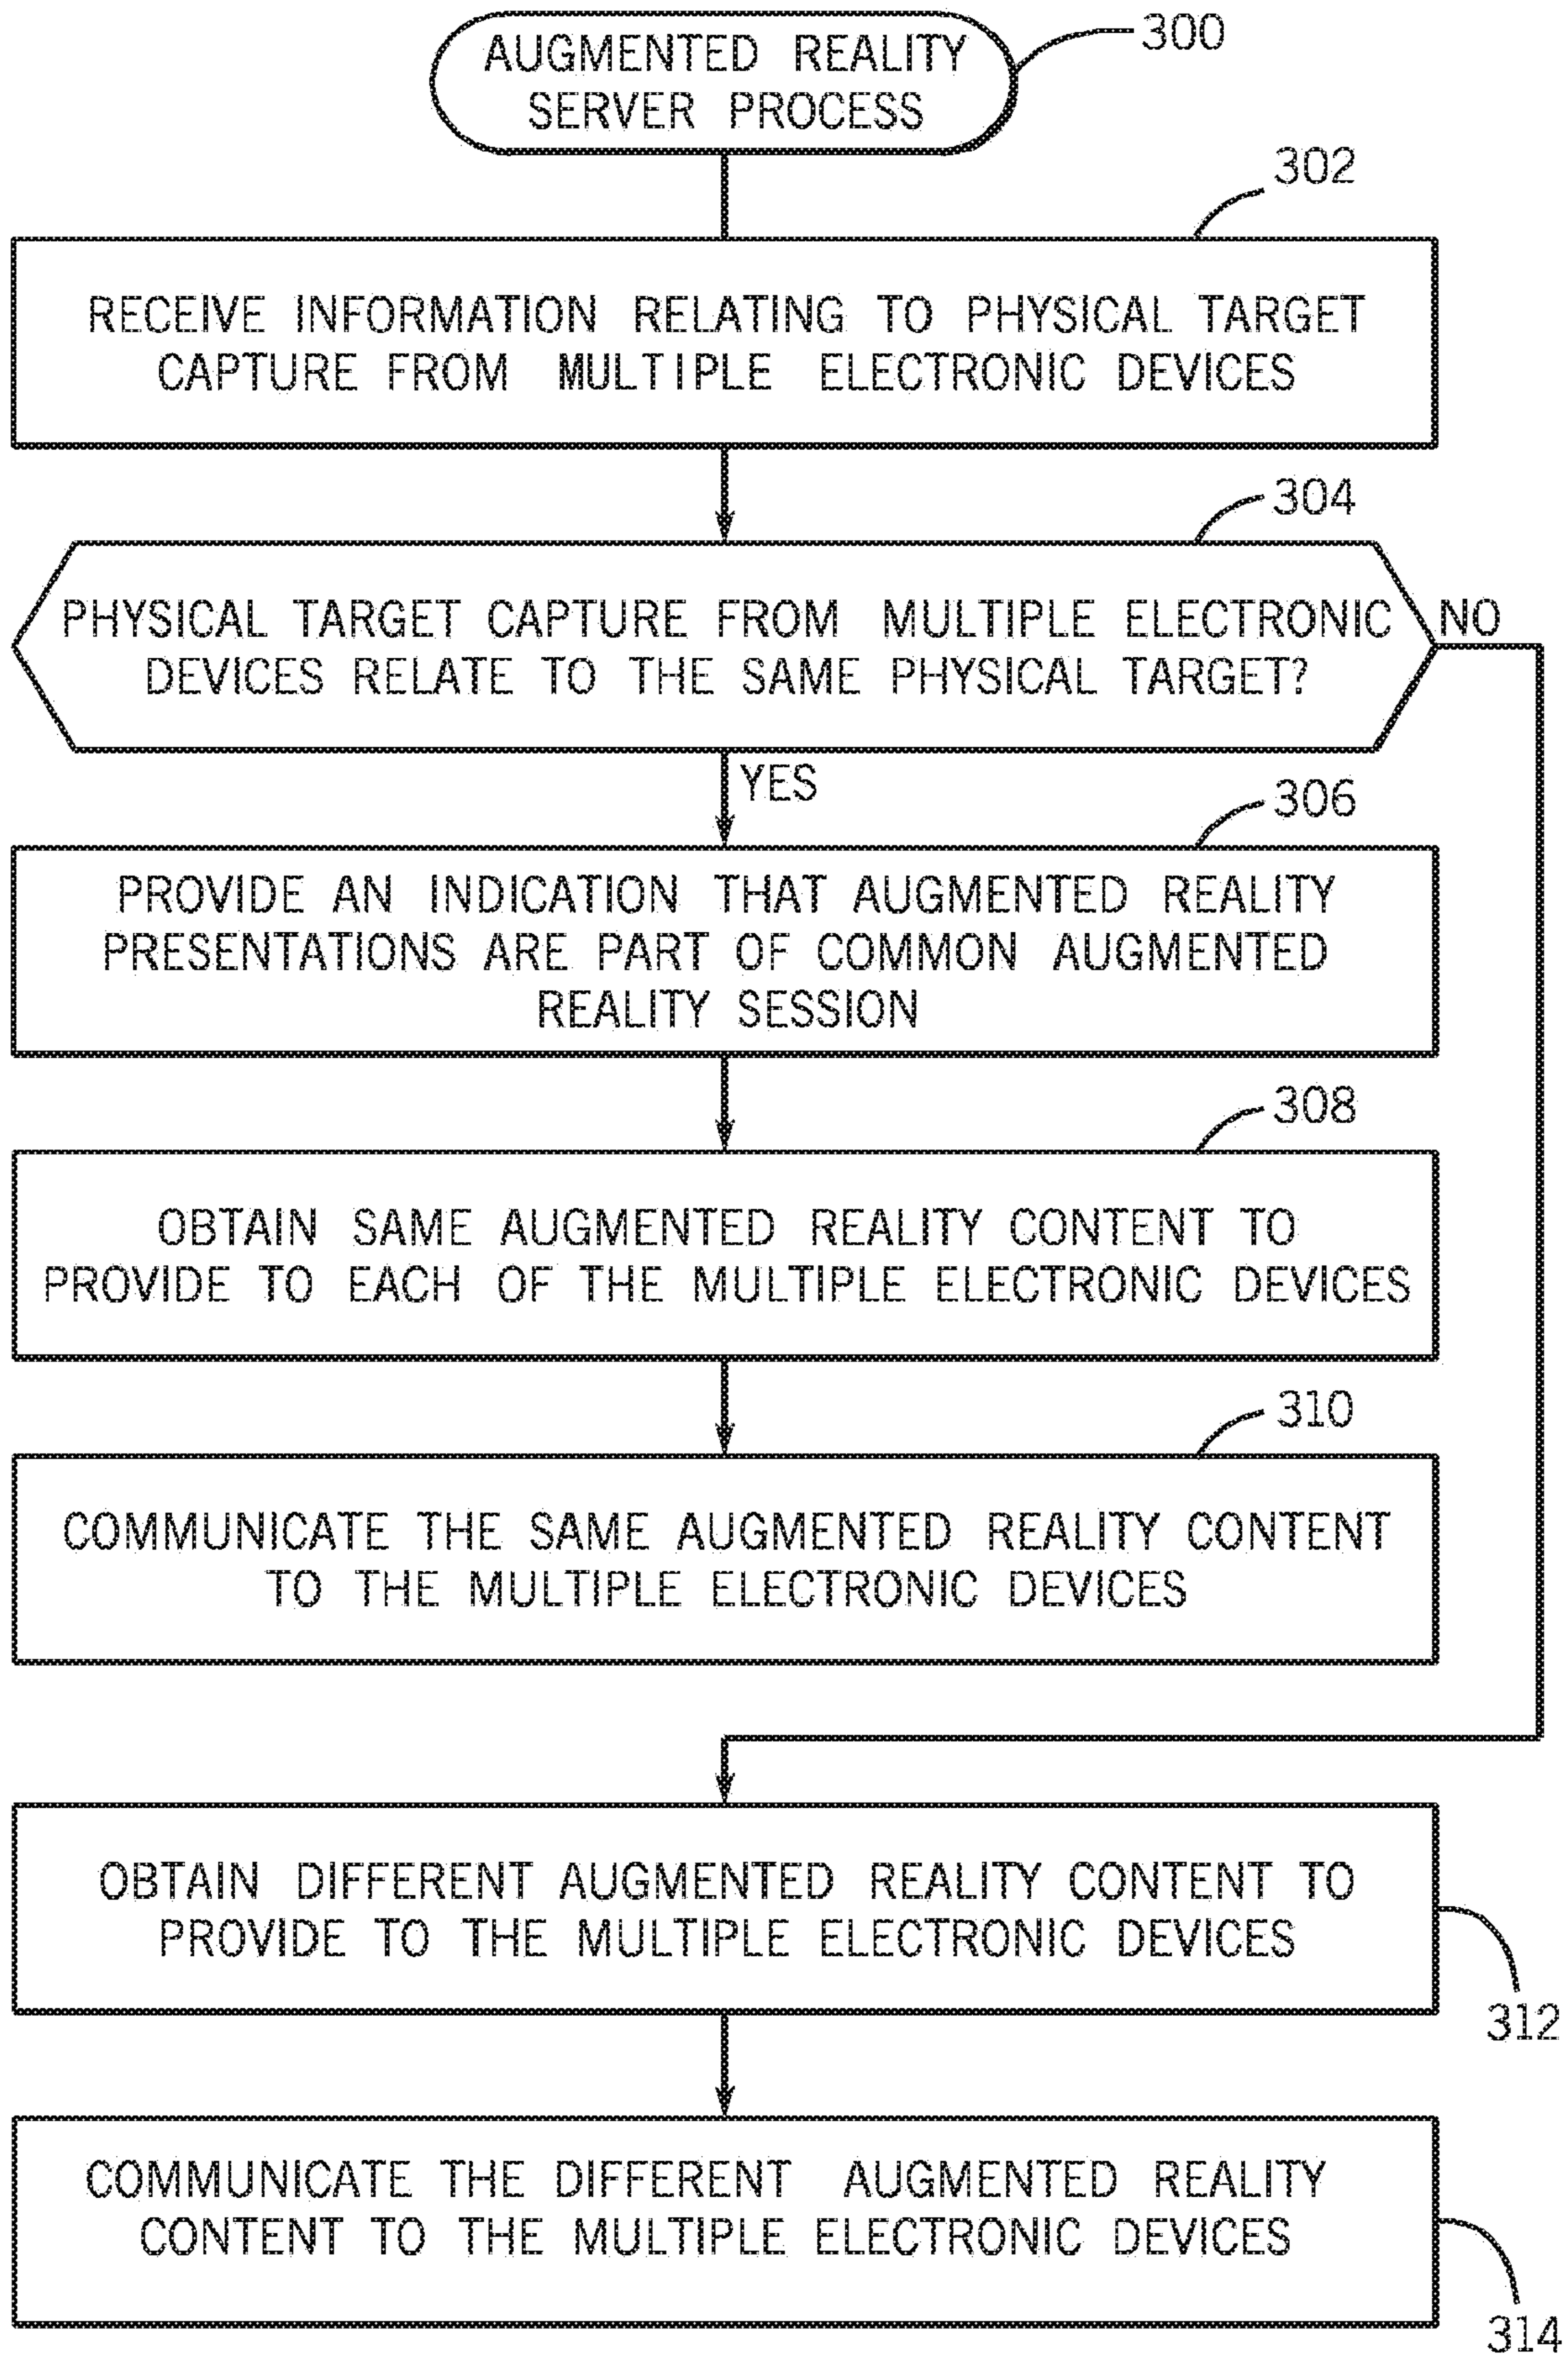 AUGMENTED REALITY
SERVER PROCESS
300
302
RECEIVE INFORMATION RELATING TO PHYSICAL TARGET
CAPTURE FROM MULTIPLE ELECTRONIC DEVICES
304
PHYSICAL TARGET CAPTURE FROM MULTIPLE ELECTRONIC
DEVICES RELATE TO THE SAME PHYSICAL TARGET?
NO
YES
306
PROVIDE AN INDICATION THAT AUGMENTED REALITY
PRESENTATIONS ARE PART OF COMMON AUGMENTED
REALITY SESSION
308
OBTAIN SAME AUGMENTED REALITY CONTENT TO
PROVIDE TO EACH OF THE MULTIPLE ELECTRONIC DEVICES
310
COMMUNICATE THE SAME AUGMENTED REALITY CONTENT
TO THE MULTIPLE ELECTRONIC DEVICES
OBTAIN DIFFERENT AUGMENTED REALITY CONTENT TO
PROVIDE TO THE MULTIPLE ELECTRONIC DEVICES
312
COMMUNICATE THE DIFFERENT AUGMENTED REALITY
CONTENT TO THE MULTIPLE ELECTRONIC DEVICES
314